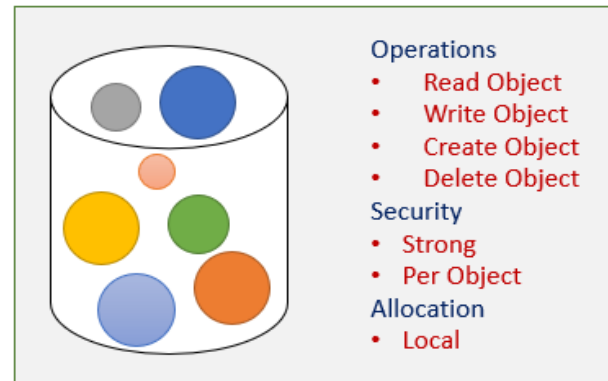 Operations
• Read Object
• Write Object
• Create Object
• Delete Object
Security
• Strong
• Per Object
Allocation
• Local